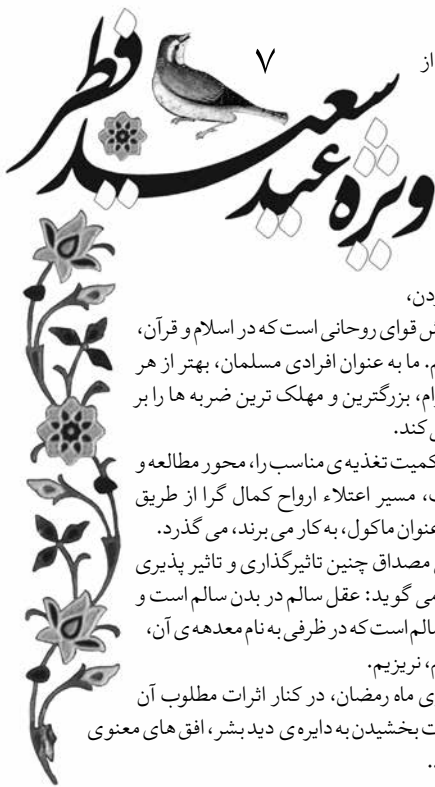 ۷
از
ویژه عید سعید فطر
دن،
ش قوای روحانی است که در اسلام و قرآن،
م. ما به عنوان افرادی مسلمان، بهتر از هر
رام، بزرگترین و مهلک ترین ضربه ها را بر
کند.
کمیت تغذیه ی مناسب را، محور مطالعه و
، مسیر اعتلاء ارواح کمال گرا از طریق
عنوان ماکول، به کار می برند، می گذرد.
مصداق چنین تاثیرگذاری و تاثیر پذیری
می گوید: عقل سالم در بدن سالم است و
سالم است که در ظرفی به نام معدهه ی آن،
م، نریزیم.
ی ماه رمضان، در کنار اثرات مطلوب آن
ت بخشیدن به دایره ی دید بشر، افق های معنوی
..